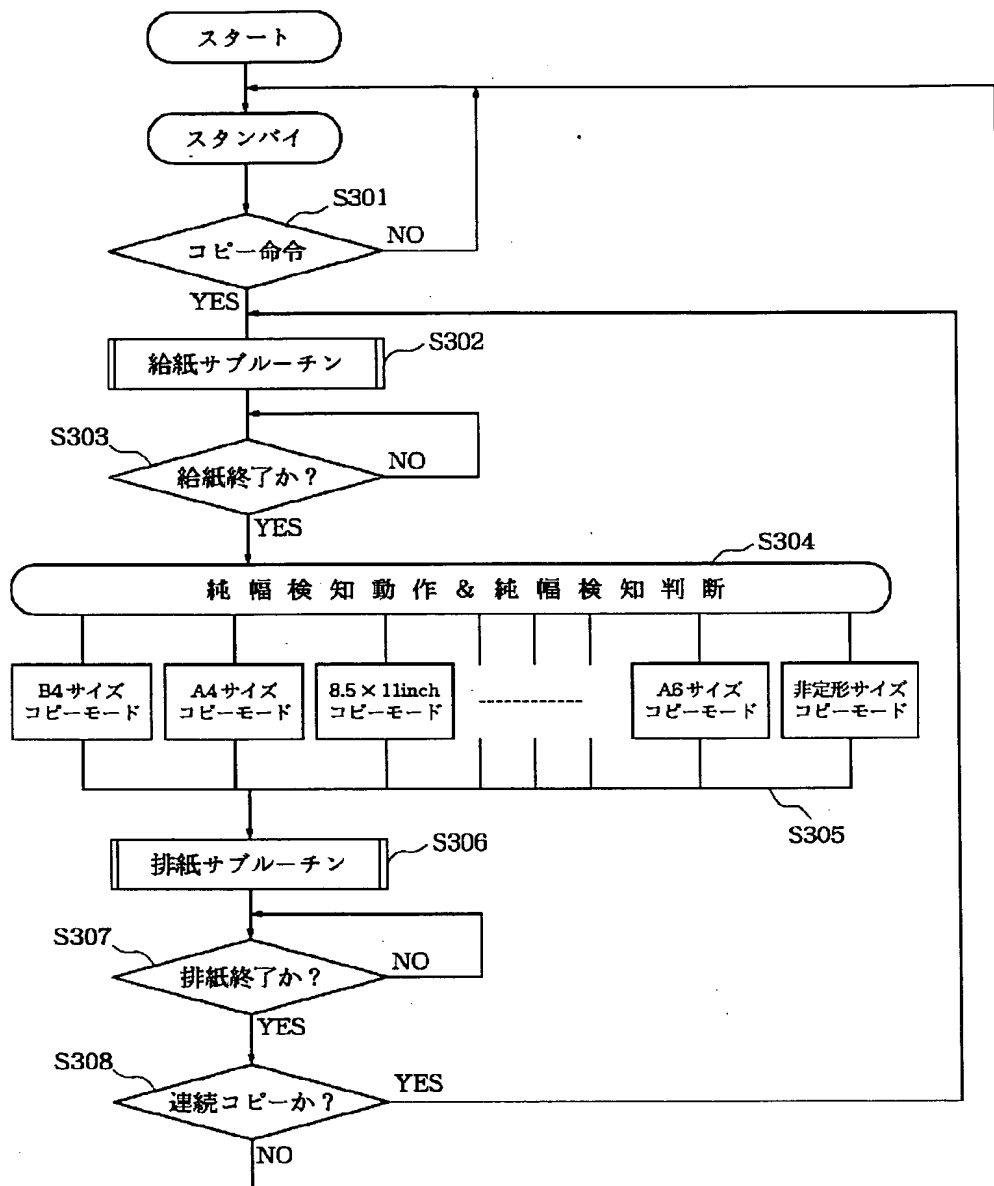 スタート
スタンバイ
S301
コピー命令
NO
YES
給紙サブルーチン
S302
S303
給紙終了か?
NO
YES
S304
純幅検知動作&純幅検知判断
B4サイズ
コピーモード
A4サイズ
コピーモード
8.5×11inch
コピーモード
A6サイズ
コピーモード
非定形サイズ
コピーモード
S305
排紙サブルーチン
S306
S307
排紙終了か?
NO
YES
S308
連続コピーか?
YES
NO